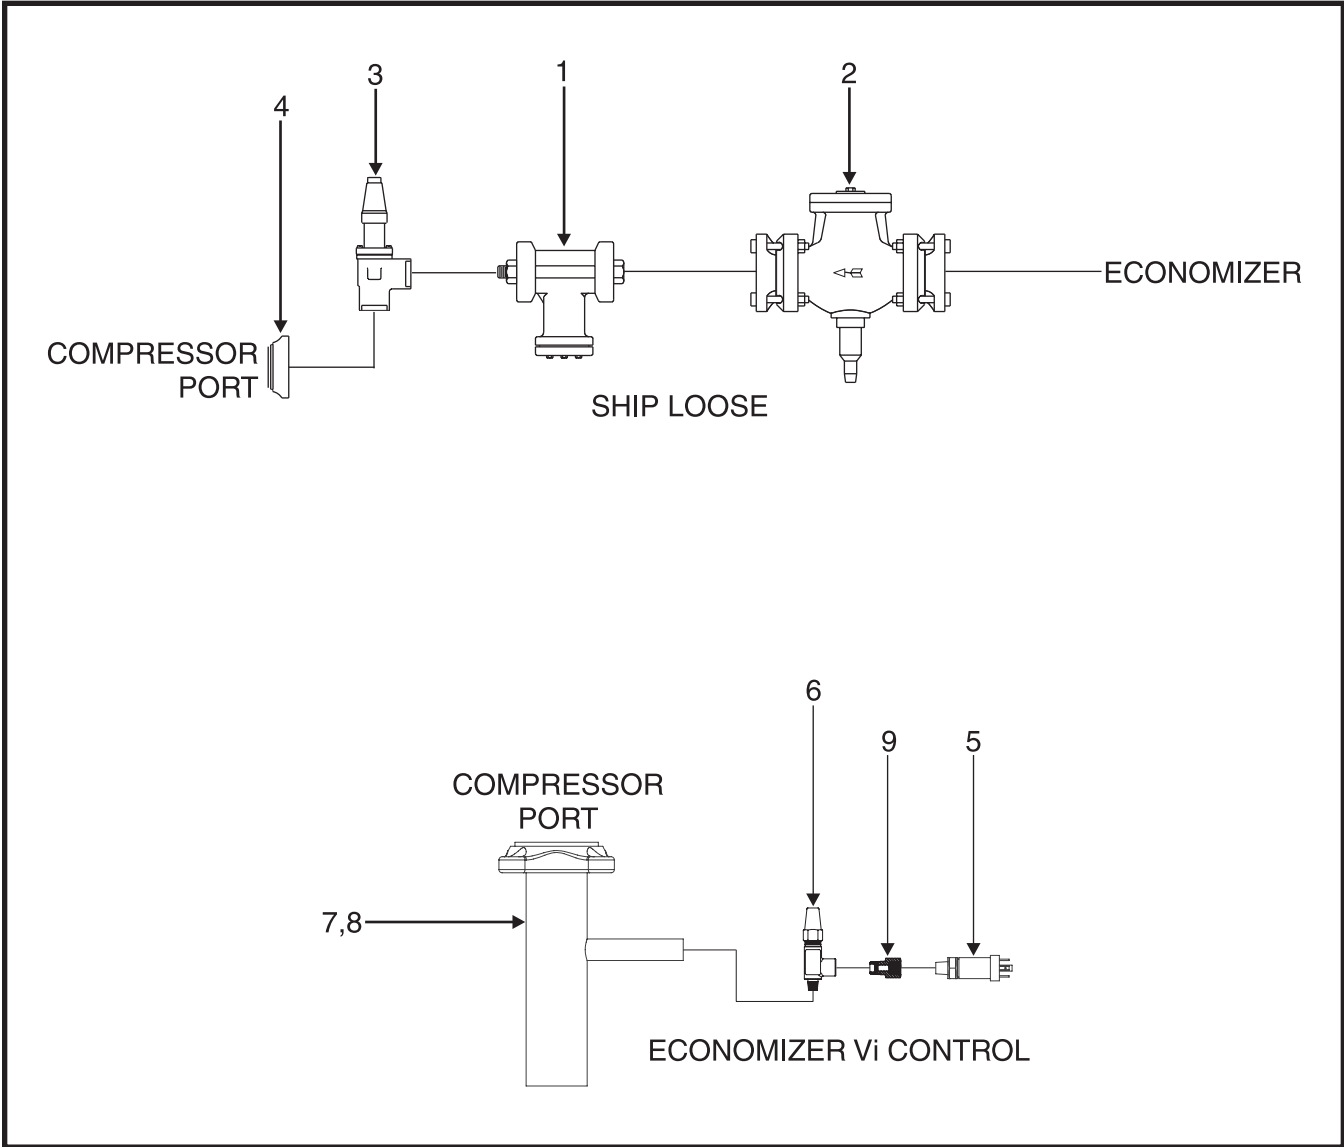 3
1
2
4
ECONOMIZER
COMPRESSOR
PORT
SHIP LOOSE
6
9
5
COMPRESSOR
PORT
7,8
ECONOMIZER Vi CONTROL